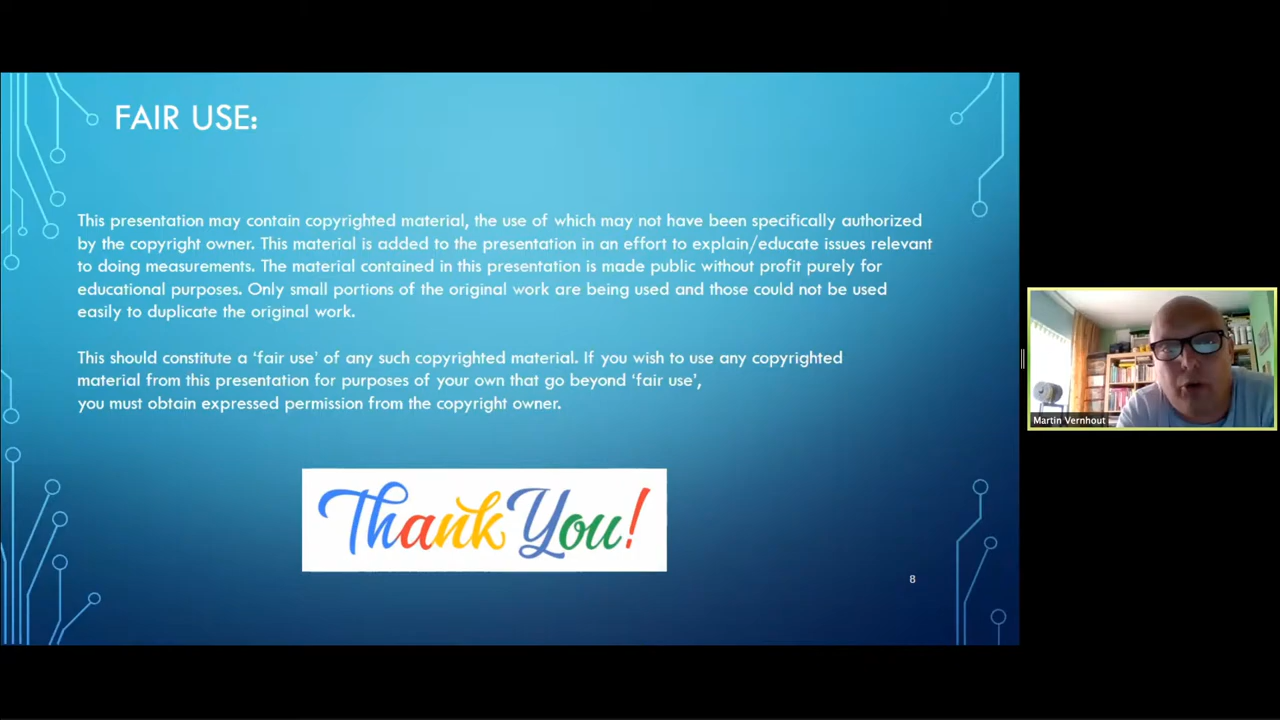 FAIR USE:
This presentation may contain copyrighted material, the use of which may not have been specifically authorized
by the copyright owner. This material is added to the presentation in an effort to explain/educate issues relevant
to doing measurements. The material contained in this presentation is made public without profit purely for
educational purposes. Only small portions of the original work are being used and those could not be used
easily to duplicate the original work.
This should constitute a ‘fair use’ of any such copyrighted material. If you wish to use any copyrighted
material from this presentation for purposes of your own that go beyond ‘fair use’,
you must obtain expressed permission from the copyright owner.
Thank You!
8
Martin Vernhout